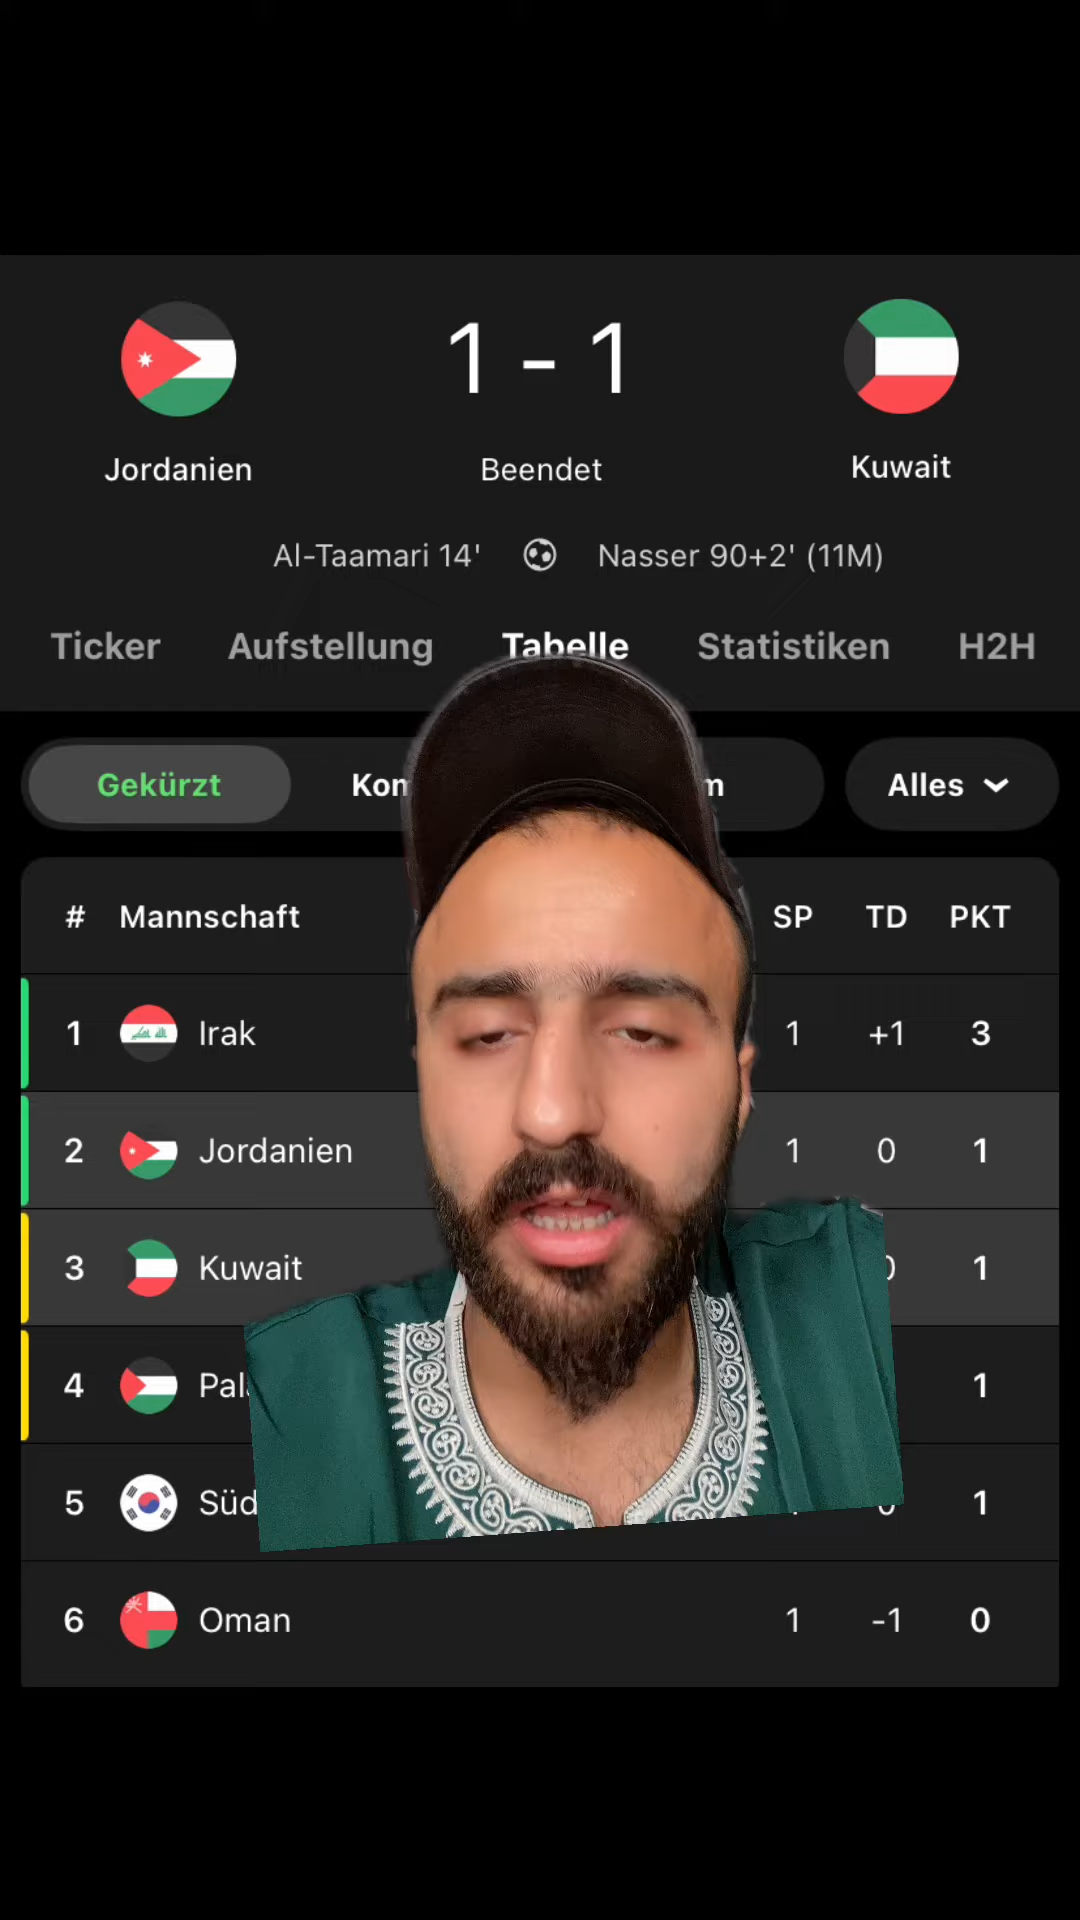 1 - 1
Jordanien Beendet Kuwait
Al-Taamari 14' Nasser 90+2' (11M)
Ticker Aufstellung Tabelle Statistiken H2H
Gekürzt Alles
# Mannschaft SP TD PKT
1 Irak 1 +1 3
2 Jordanien 1 0 1
3 Kuwait 1
4 1
5 1
6 Oman 1 -1 0